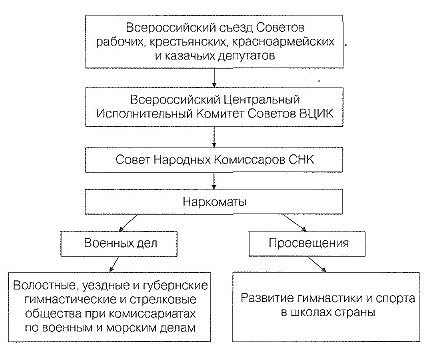 Всероссийский съезд Советов
рабочих, крестьянских, красноармейских
и казачьих депутатов
Всероссийский Центральный
Исполнительный Комитет Советов ВЦИК
Совет Народных Комиссаров СНК
Наркоматы
Военных дел
Просвещения
Волостные, уездные и губернские
гимнастические и стрелковые
общества при комиссариатах
по военным и морским делам
Развитие гимнастики и спорта
в школах страны